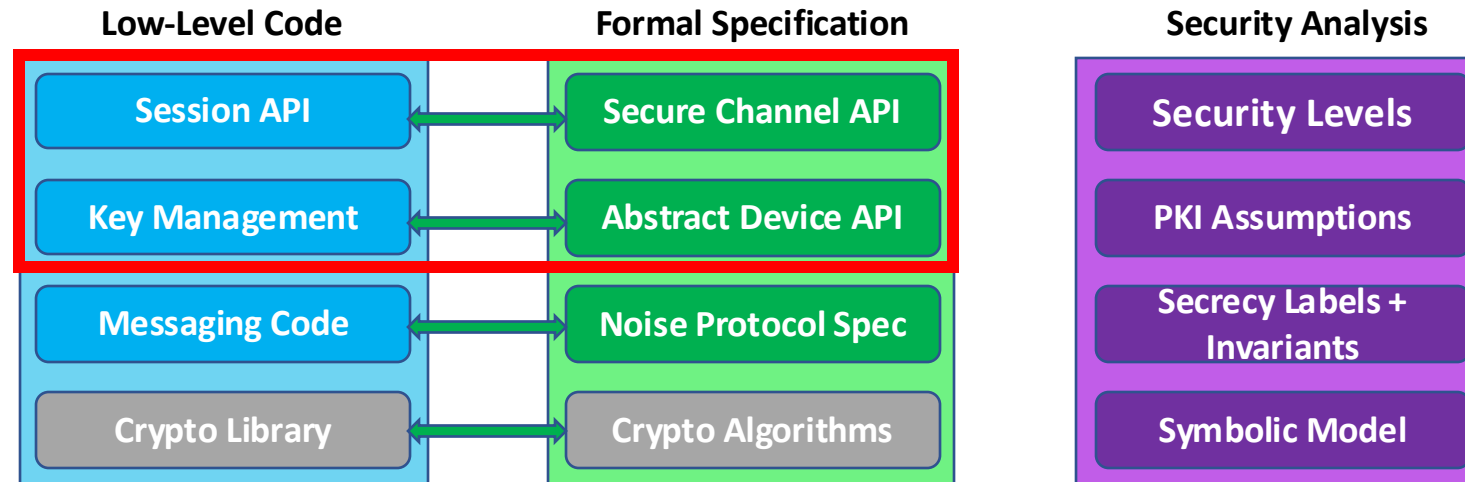 Low-Level Code
Formal Specification
Security Analysis
Session API
Secure Channel API
Security Levels
Key Management
Abstract Device API
PKI Assumptions
Messaging Code
Noise Protocol Spec
Secrecy Labels +
Invariants
Crypto Library
Crypto Algorithms
Symbolic Model